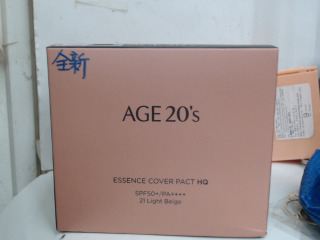 全新
AGE 20's
ESSENCE COVER PACT HQ
SPF50+/PA++++
21 Light Beige